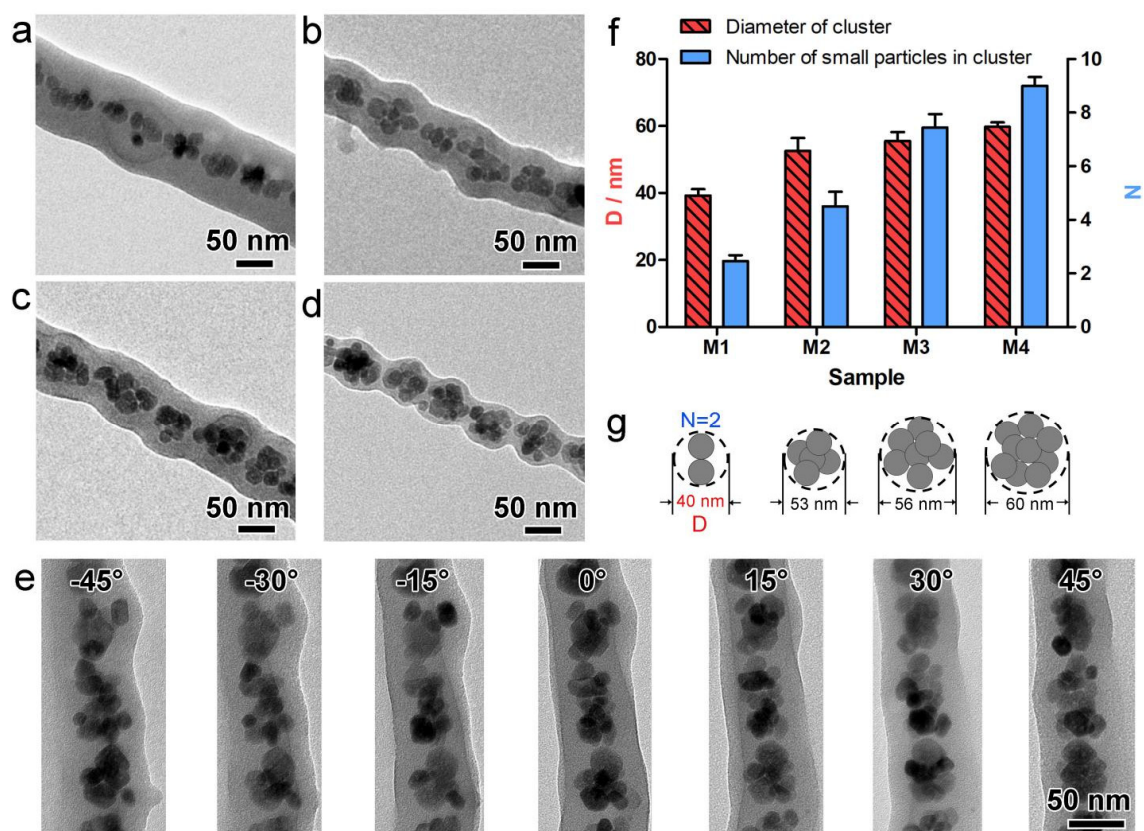 a
50 nm
b
50 nm
c
50 nm
d
50 nm
f
Diameter of cluster
Number of small particles in cluster
80
60
40
20
0
D / nm
10
8
6
4
2
0
N
M1 M2 M3 M4
Sample
g
N=2
40 nm
D
53 nm
56 nm
60 nm
e
-45° -30° -15° 0° 15° 30° 45°
50 nm